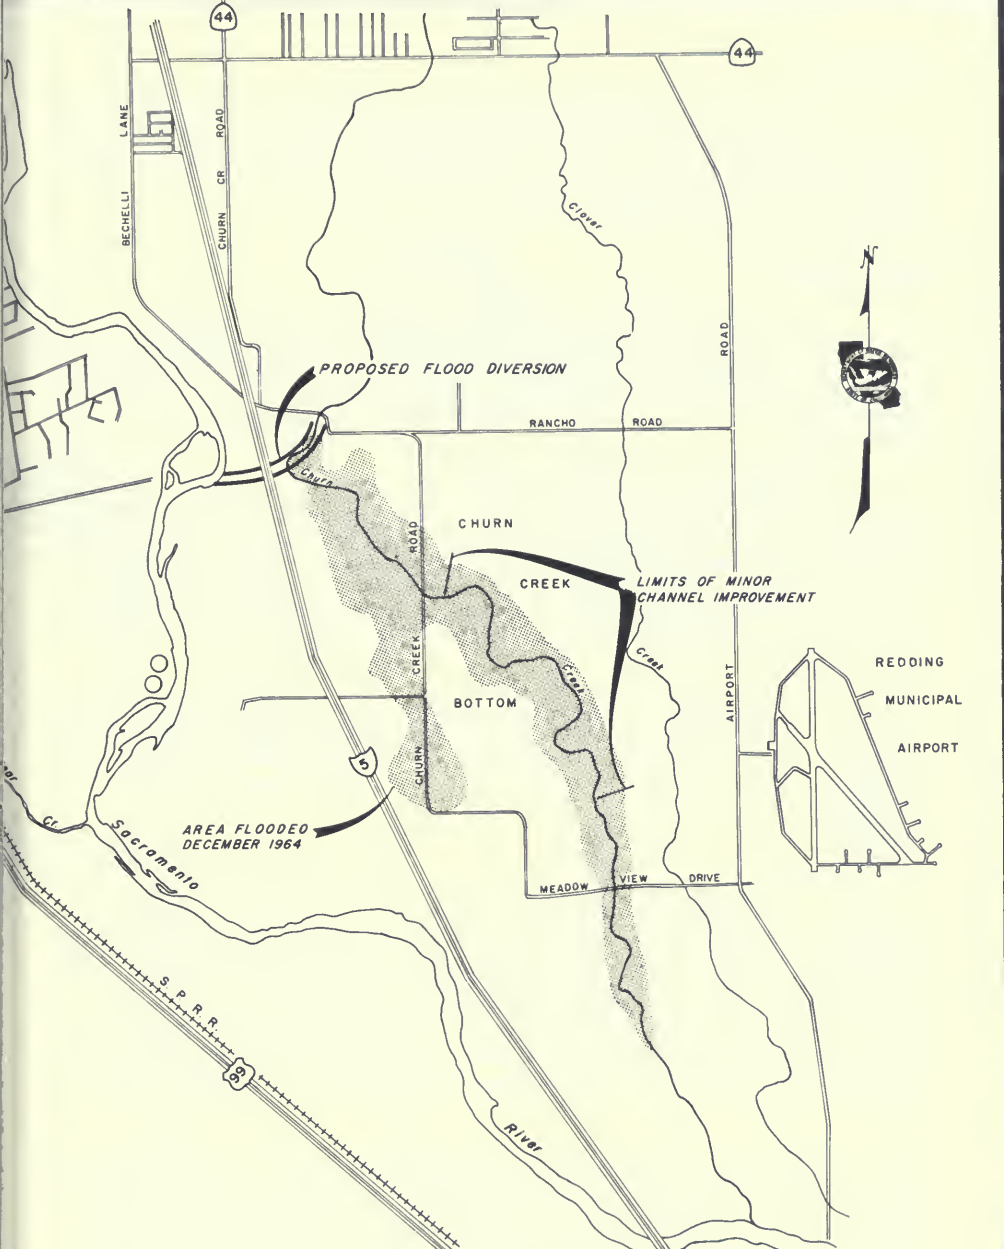 44
44
BECHELLI LANE
CHURN CR ROAD
Clover
N
ROAD
PROPOSED FLOOD DIVERSION
RANCHO ROAD
Churn
CHURN
ROAD
CREEK
LIMITS OF MINOR
CHANNEL IMPROVEMENT
CREEK
Creek
Creek
REDDING
MUNICIPAL
AIRPORT
AIRPORT
BOTTOM
5
CHURN
Cr.
Sacramento
AREA FLOODED
DECEMBER 1964
MEADOW VIEW DRIVE
S. P. R. R.
99
River